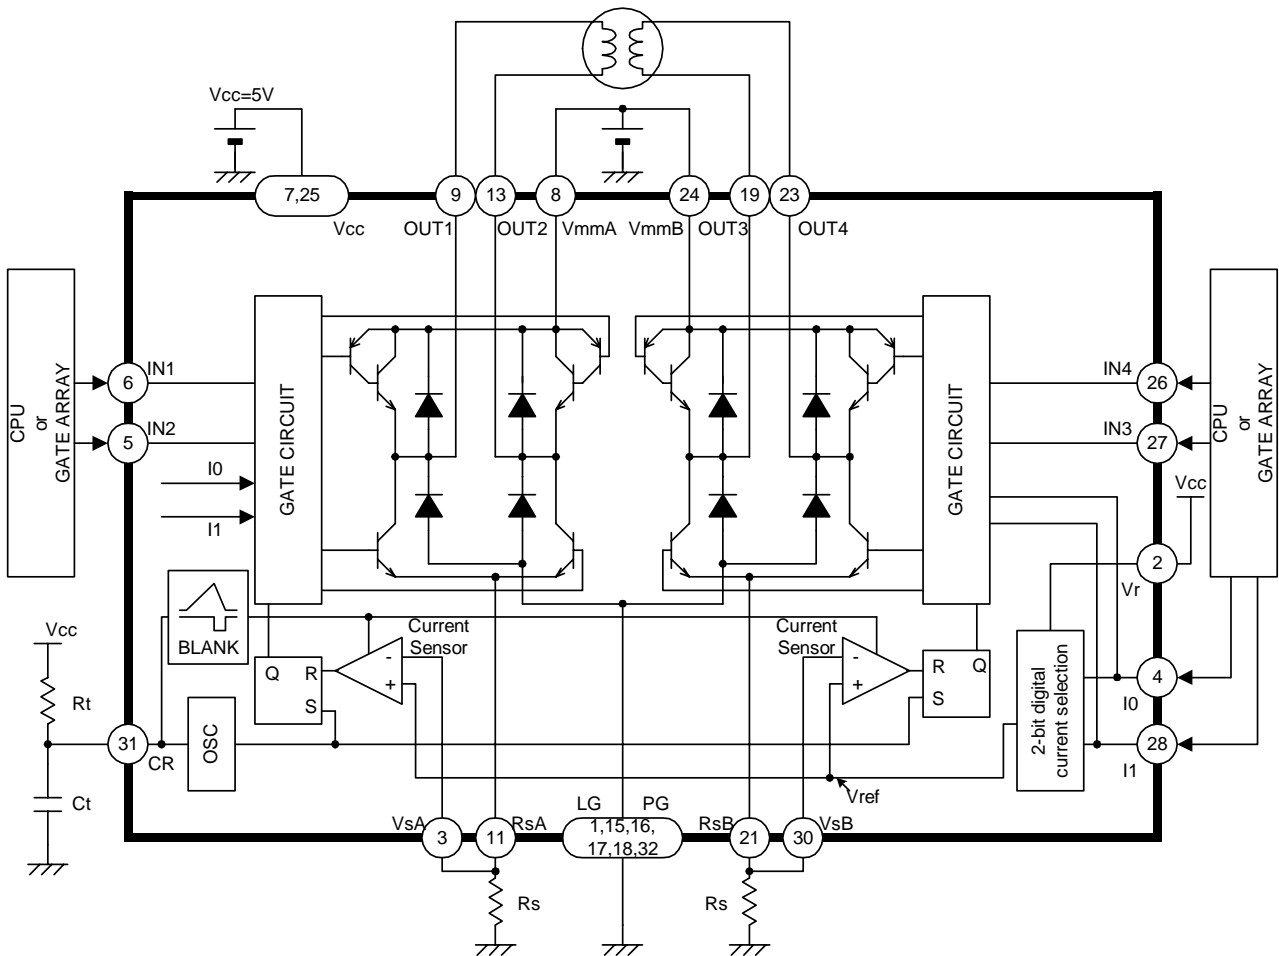 Vcc=5V
7,25
9
13
8
24
19
23
Vcc
OUT1
OUT2
VmmA
VmmB
OUT3
OUT4
CPU
or
GATE ARRAY
6
IN1
5
IN2
I0
I1
GATE CIRCUIT
GATE CIRCUIT
IN4
26
IN3
27
CPU
or
GATE ARRAY
Vcc
2
Vr
BLANK
Current
Sensor
-
+
Q
R
S
Current
Sensor
-
+
R
Q
S
2-bit digital
current selection
4
I0
28
I1
Vcc
Rt
31
CR
OSC
Ct
Vref
LG
PG
VsA
3
11
RsA
1,15,16,
17,18,32
RsB
21
30
VsB
Rs
Rs